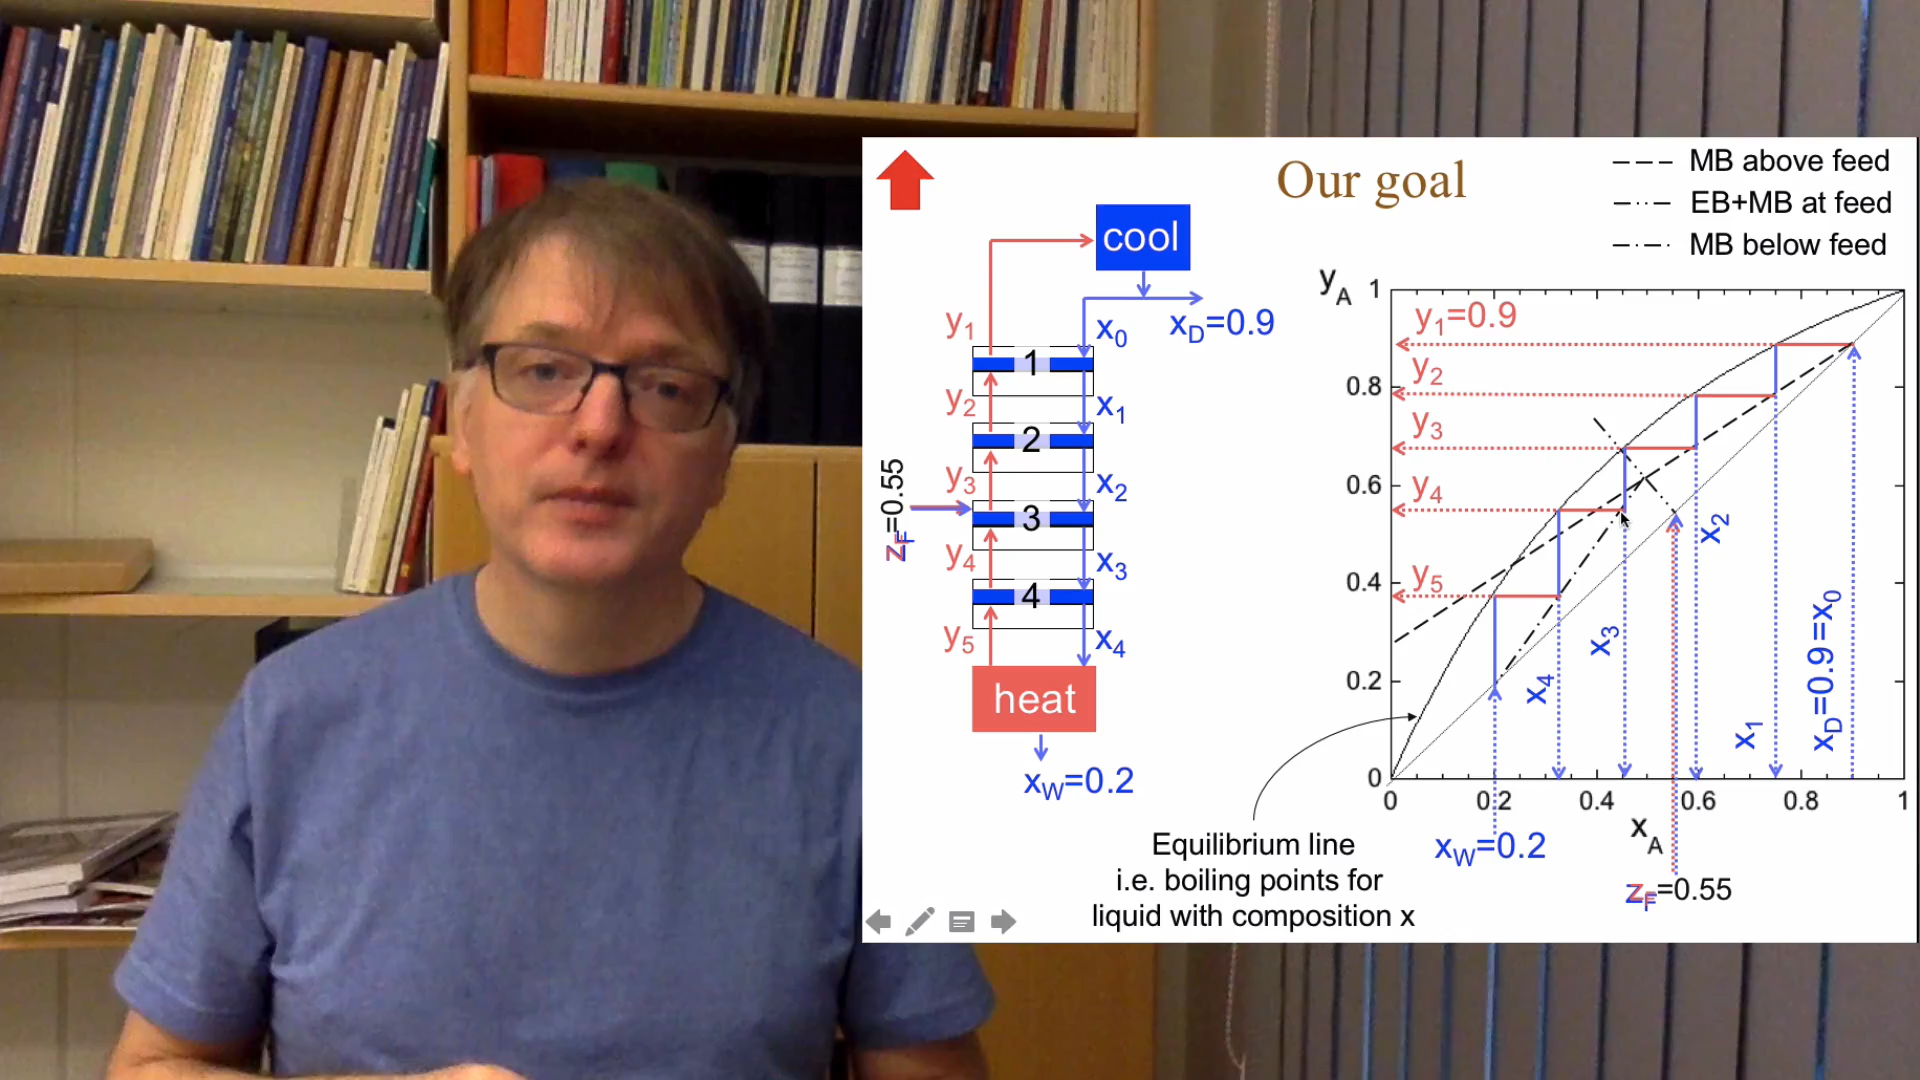 Our goal
MB above feed
EB+MB at feed
MB below feed
cool
y1
x0
xD=0.9
1
y2
x1
2
y3
x2
zF=0.55
3
y4
x3
4
y5
x4
heat
xW=0.2
yA
1
0.8
0.6
0.4
0.2
0
y1=0.9
y2
y3
y4
y5
x4
x3
x2
x1
xD=0.9=x0
0
0.2
0.4
0.6
0.8
1
xA
xW=0.2
zF=0.55
Equilibrium line
i.e. boiling points for
liquid with composition x